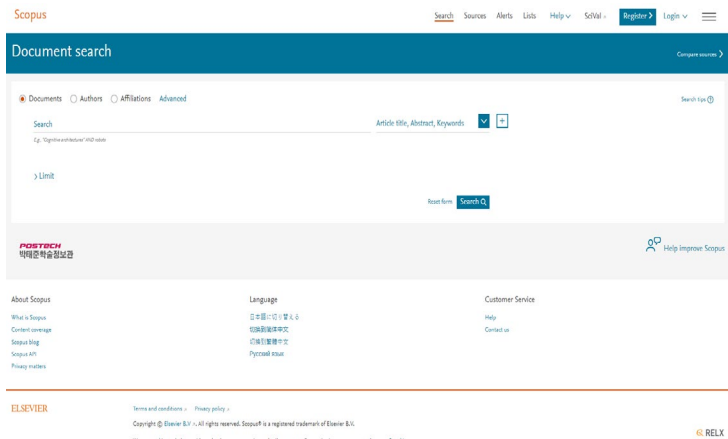 Scopus
Search Sources Alerts Lists Help SciVal Register Login
Document search
Compare sources
Documents Authors Affiliations Advanced
Search tips
Search
Article title, Abstract, Keywords
E.g., "Cognitive architectures" AND robots
Limit
Reset form Search
POSTECH
박태준학술정보관
Help improve Scopus
About Scopus
What is Scopus
Content coverage
Scopus blog
Scopus API
Privacy matters
Language
日本語に切り替える
切换到简体中文
切換到繁體中文
Русский язык
Customer Service
Help
Contact us
ELSEVIER
Terms and conditions Privacy policy
Copyright © Elsevier B.V. All rights reserved. Scopus® is a registered trademark of Elsevier B.V.
RELX